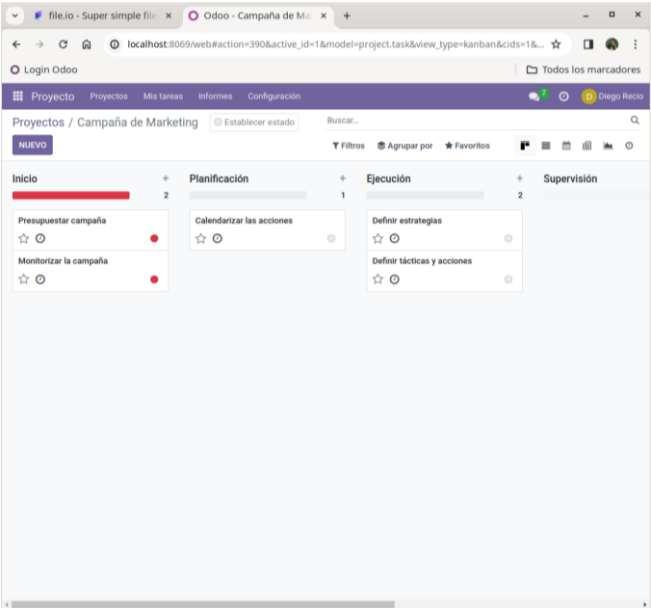 file.io - Super simple file
Odoo - Campaña de Ma
localhost:8069/web#action=390&active_id=1&model=project.task&view_type=kanban&cids=1&...
Login Odoo
Todos los marcadores
Proyecto Proyectos Mis tareas Informes Configuración 2 D Diego Recio
Proyectos / Campaña de Marketing Establecer estado Buscar...
NUEVO Filtros Agrupar por Favoritos
Inicio + Planificación + Ejecución + Supervisión
2 1 2
Presupuestar campaña Calendarizar las acciones Definir estrategias
Monitorizar la campaña Definir tácticas y acciones